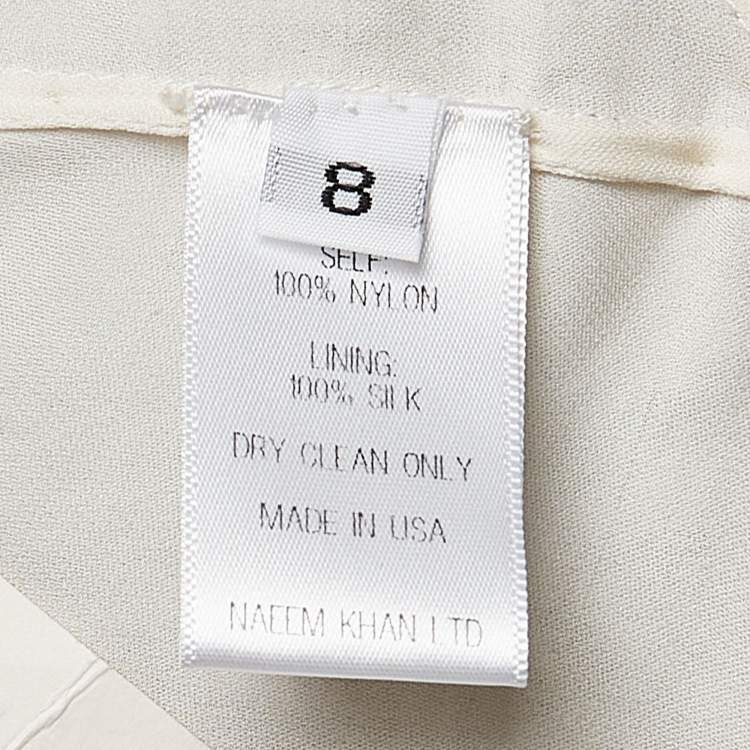 8
SELF:
100% NYLON
LINING:
100% SILK
DRY CLEAN ONLY
MADE IN USA
NAEEM KHAN LTD